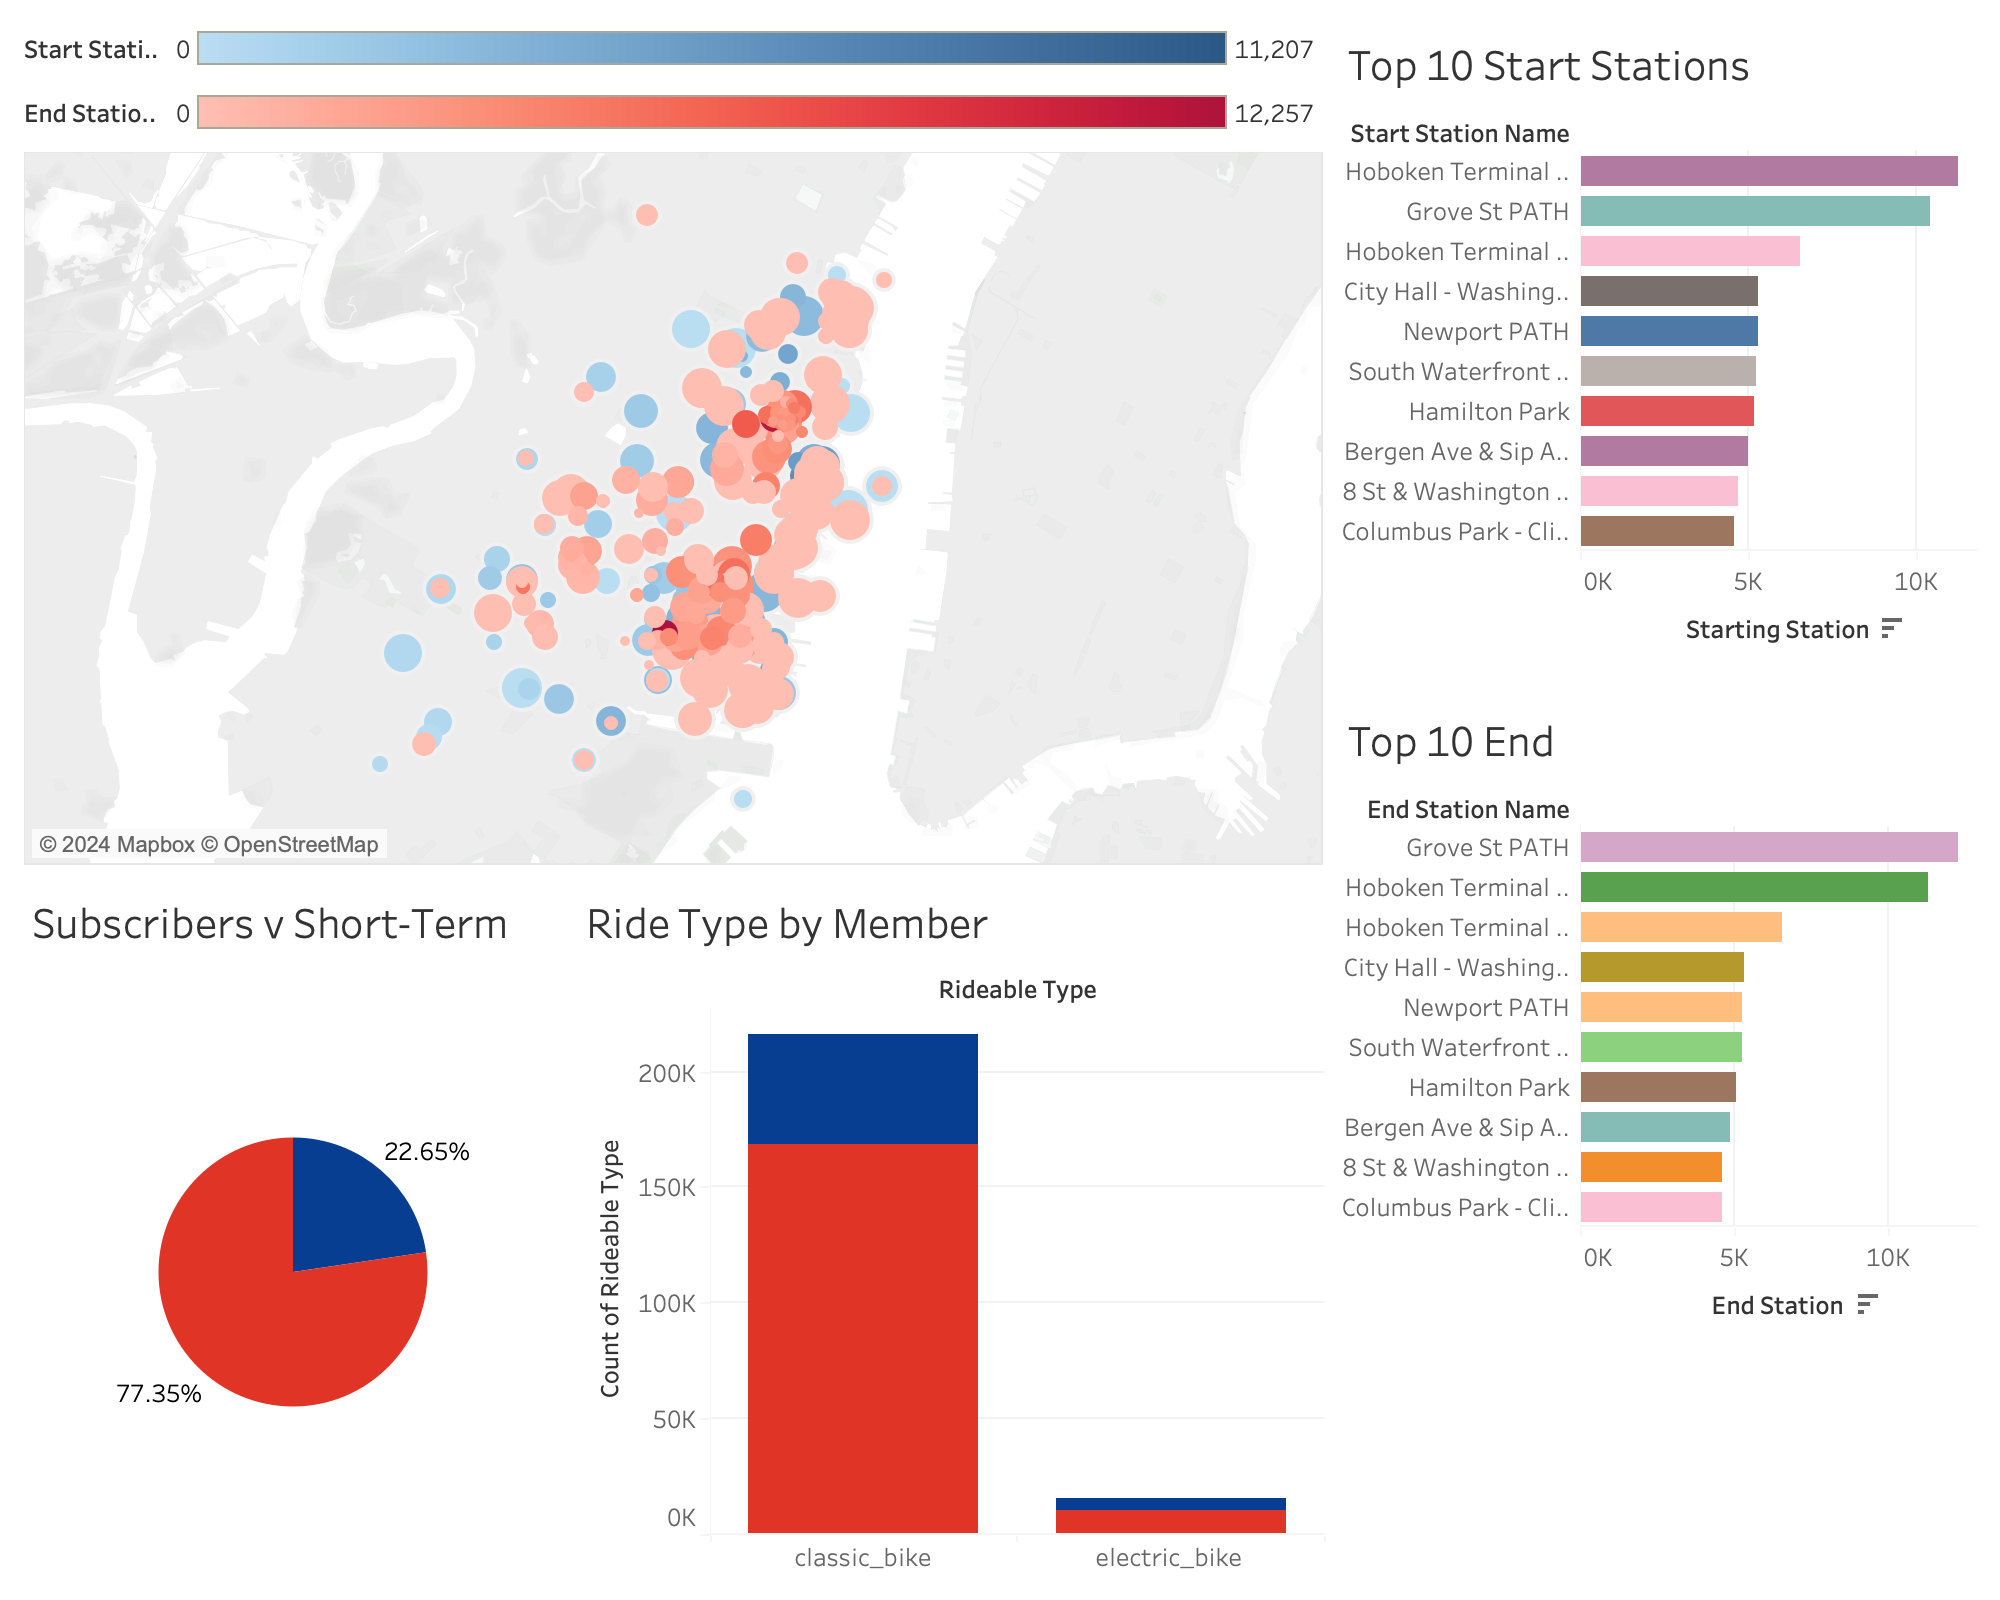 Start Stati.. 0 11,207
End Statio.. 0 12,257
© 2024 Mapbox © OpenStreetMap
Top 10 Start Stations
Start Station Name
Hoboken Terminal ..
Grove St PATH
Hoboken Terminal ..
City Hall - Washing..
Newport PATH
South Waterfront ..
Hamilton Park
Bergen Ave & Sip A..
8 St & Washington ..
Columbus Park - Cli..
0K 5K 10K
Starting Station
Top 10 End
End Station Name
Grove St PATH
Hoboken Terminal ..
Hoboken Terminal ..
City Hall - Washing..
Newport PATH
South Waterfront ..
Hamilton Park
Bergen Ave & Sip A..
8 St & Washington ..
Columbus Park - Cli..
0K 5K 10K
End Station
Subscribers v Short-Term
22.65%
77.35%
Ride Type by Member
Rideable Type
Count of Rideable Type
200K
150K
100K
50K
0K
classic_bike electric_bike